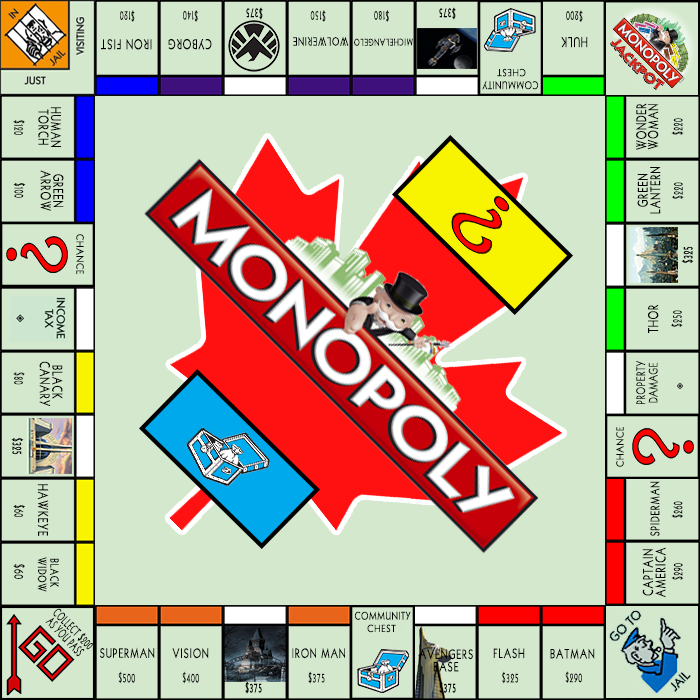 IN
JAIL
JUST
VISITING
$120
IRON FIST
$140
CYBORG
$375
$150
WOLVERINE
$180
MICHELANGELO
$375
COMMUNITY
CHEST
$200
HULK
MONOPOLY
JACKPOT
WONDER
WOMAN
$220
GREEN
LANTERN
$220
$325
THOR
$250
PROPERTY
DAMAGE
CHANCE
?
SPIDERMAN
$260
CAPTAIN
AMERICA
$290
GO TO
JAIL
BATMAN
$290
FLASH
$325
AVENGERS
BASE
$375
COMMUNITY
CHEST
IRON MAN
$375
$375
VISION
$400
SUPERMAN
$500
COLLECT $200
AS YOU PASS
GO
BLACK
WIDOW
$60
HAWKEYE
$60
$325
BLACK
CANARY
$80
INCOME
TAX
CHANCE
?
GREEN
ARROW
$100
HUMAN
TORCH
$120
?
MONOPOLY